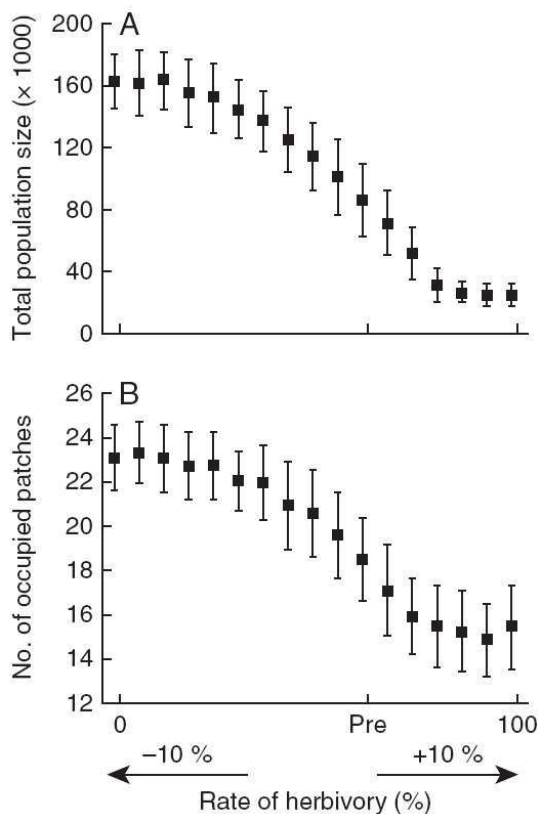 A
Total population size (× 1000)
200
160
120
80
40
0
B
No. of occupied patches
26
24
22
20
18
16
14
12
0 Pre 100
−10 % +10 %
Rate of herbivory (%)